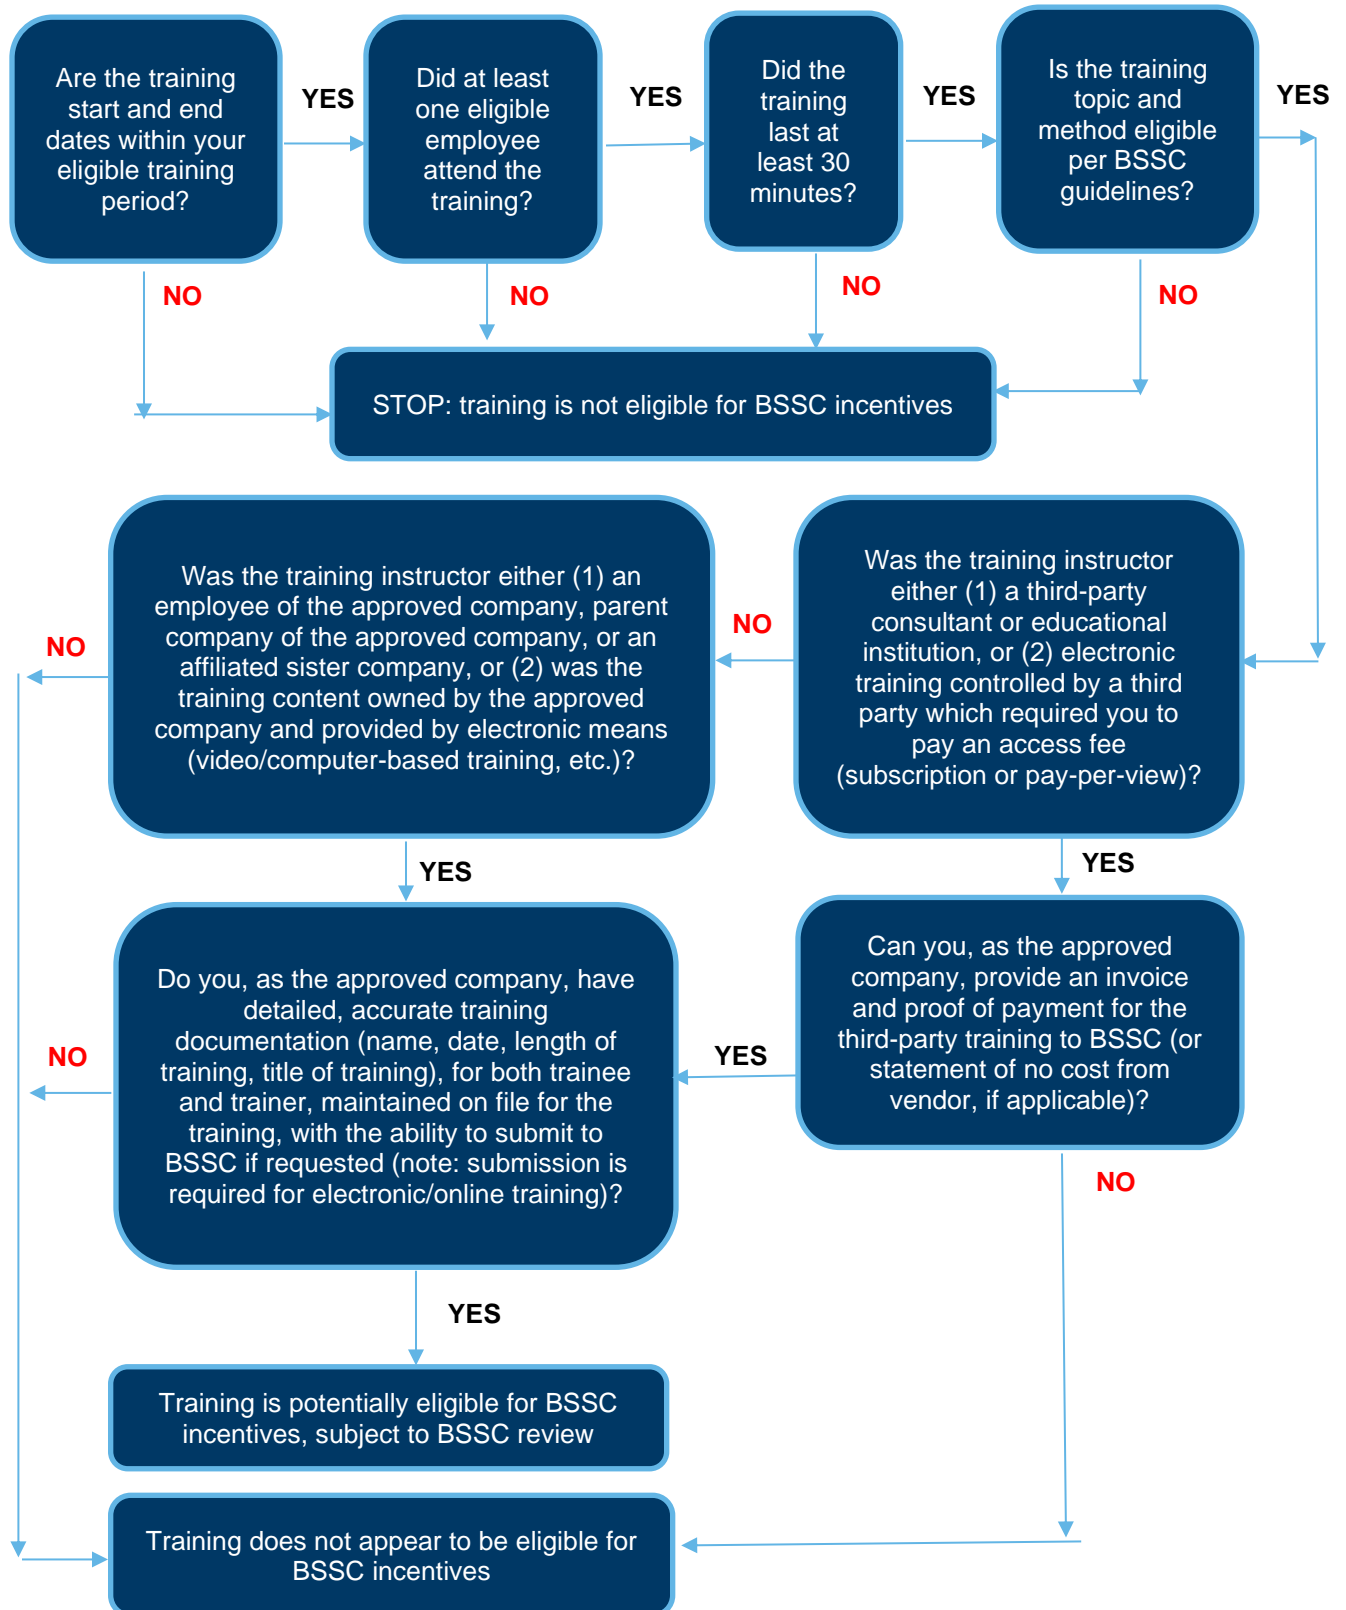 Are the training
start and end
dates within your
eligible training
period?
YES
Did at least
one eligible
employee
attend the
training?
YES
Did the
training
last at
least 30
minutes?
YES
Is the training
topic and
method eligible
per BSSC
guidelines?
YES
NO
NO
NO
NO
STOP: training is not eligible for BSSC incentives
Was the training instructor
either (1) a third-party
consultant or educational
institution, or (2) electronic
training controlled by a third
party which required you to
pay an access fee
(subscription or pay-per-view)?
NO
Was the training instructor either (1) an
employee of the approved company, parent
company of the approved company, or an
affiliated sister company, or (2) was the
training content owned by the approved
company and provided by electronic means
(video/computer-based training, etc.)?
NO
YES
YES
Can you, as the approved
company, provide an invoice
and proof of payment for the
third-party training to BSSC (or
statement of no cost from
vendor, if applicable)?
YES
NO
Do you, as the approved company, have
detailed, accurate training
documentation (name, date, length of
training, title of training), for both trainee
and trainer, maintained on file for the
training, with the ability to submit to
BSSC if requested (note: submission is
required for electronic/online training)?
NO
YES
Training is potentially eligible for BSSC
incentives, subject to BSSC review
Training does not appear to be eligible for
BSSC incentives